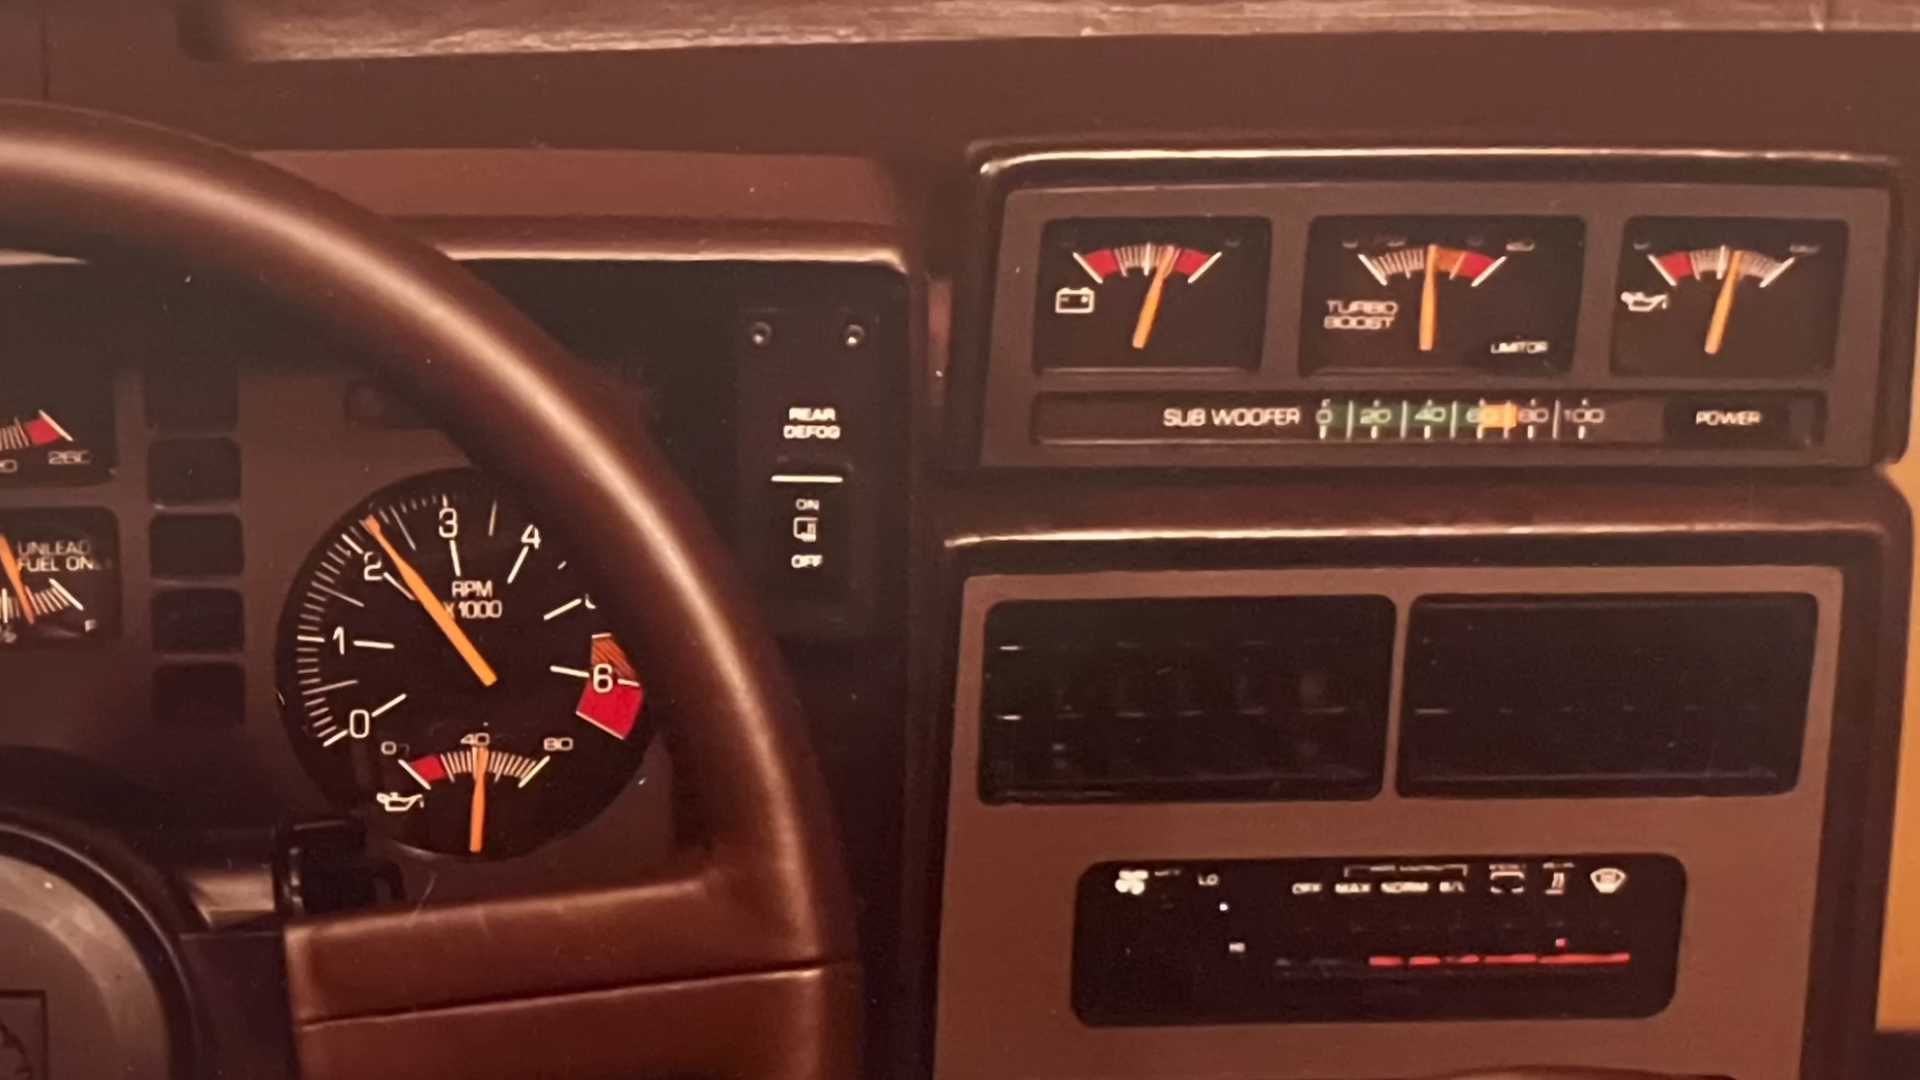 260
UNLEAD
FUEL ON
F
0
1
2
3
4
6
RPM
X1000
0
40
80
REAR
DEFOG
ON
OFF
TURBO
BOOST
LIMITOR
SUB WOOFER 0 20 40 60 80 100
POWER
LO
HI
OFF MAX NORM B/L